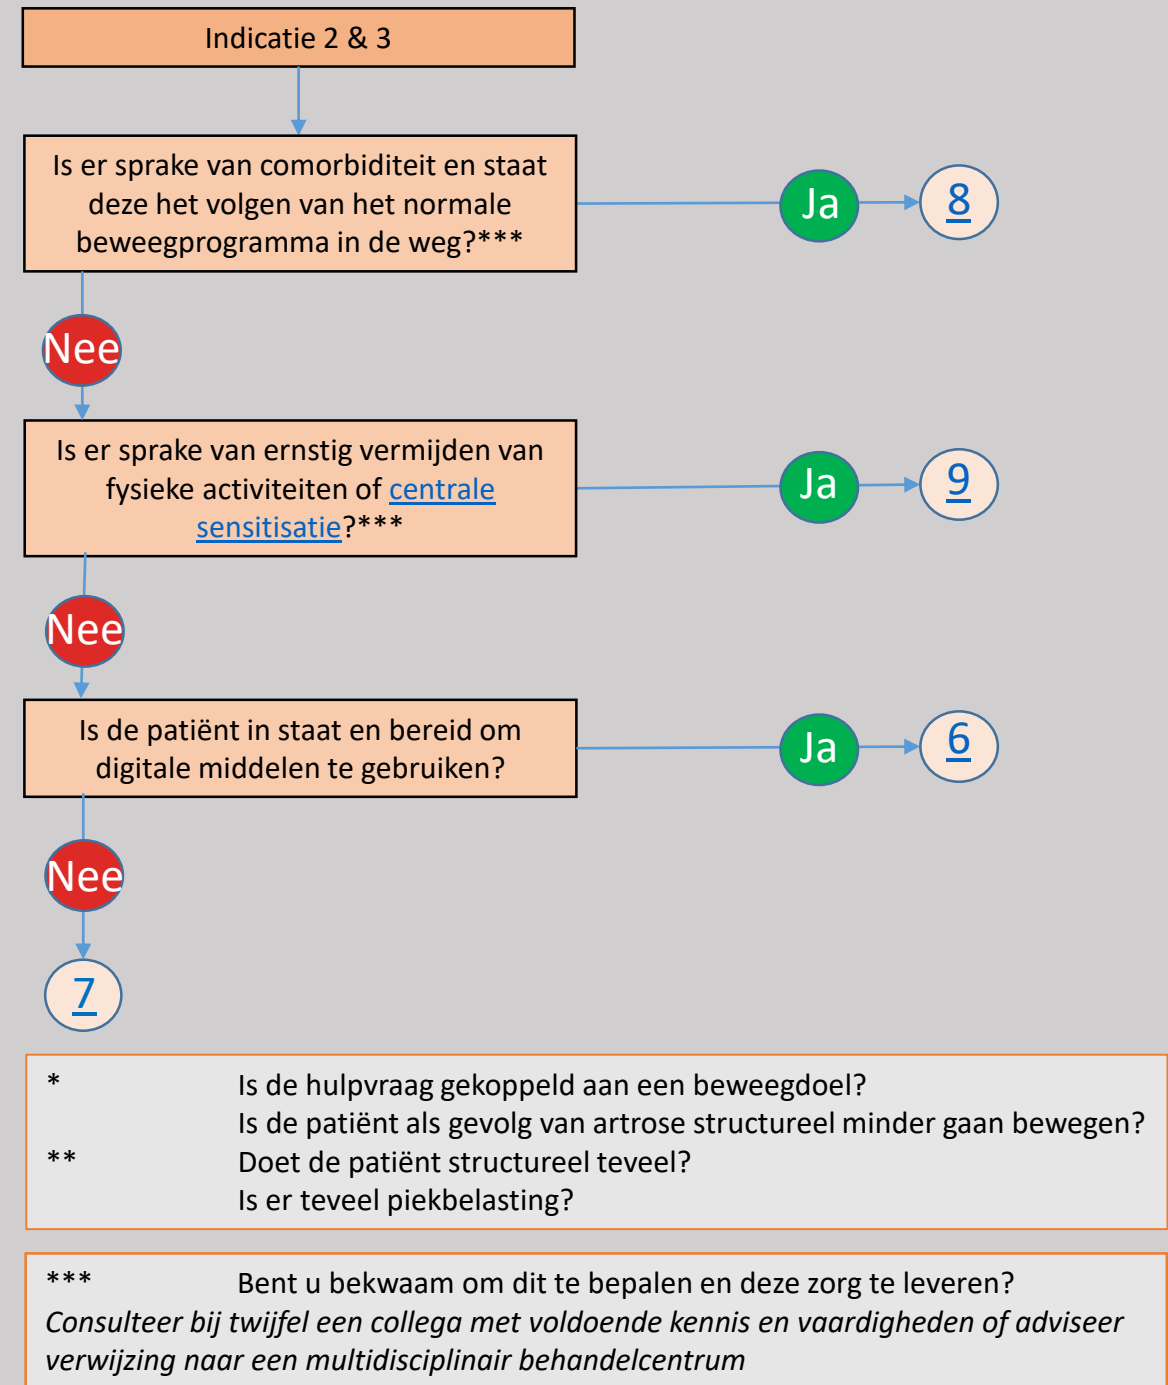 Indicatie 2 & 3
Is er sprake van comorbiditeit en staat
deze het volgen van het normale
beweegprogramma in de weg?***
Ja
8
Nee
Is er sprake van ernstig vermijden van
fysieke activiteiten of centrale
sensitisatie?***
Ja
9
Nee
Is de patiënt in staat en bereid om
digitale middelen te gebruiken?
Ja
6
Nee
7
* Is de hulpvraag gekoppeld aan een beweegdoel?
Is de patiënt als gevolg van artrose structureel minder gaan bewegen?
** Doet de patiënt structureel teveel?
Is er teveel piekbelasting?
*** Bent u bekwaam om dit te bepalen en deze zorg te leveren?
Consulteer bij twijfel een collega met voldoende kennis en vaardigheden of adviseer
verwijzing naar een multidisciplinair behandelcentrum